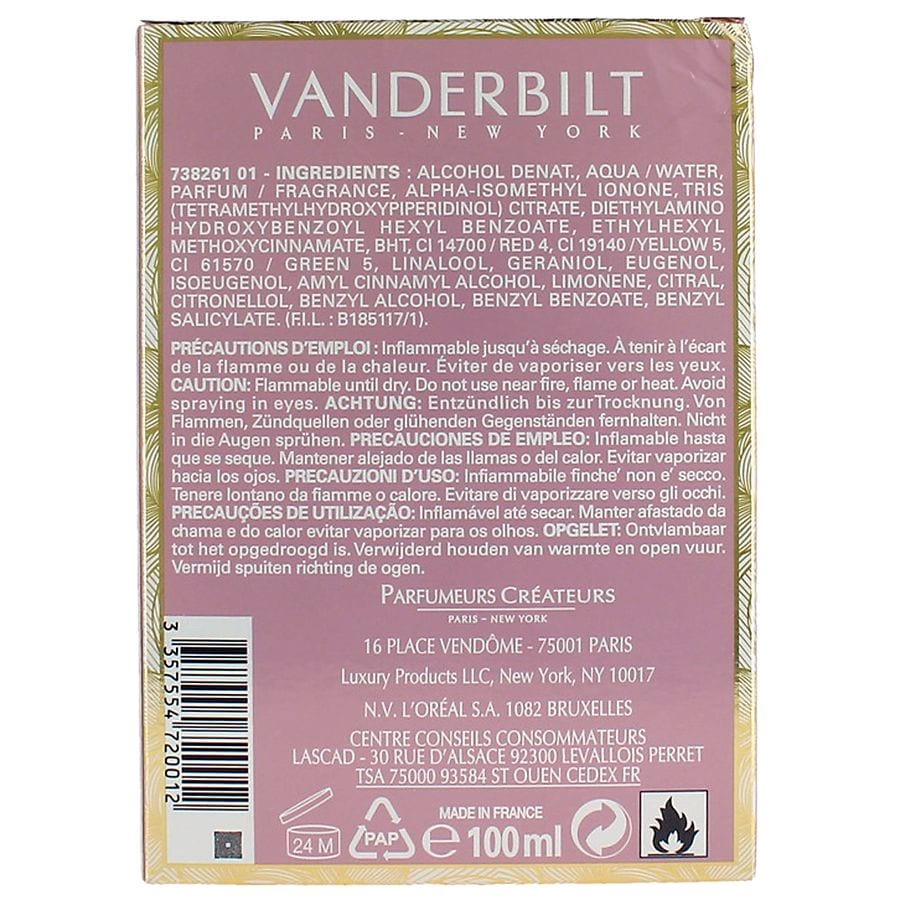 VANDERBILT
PARIS - NEW YORK
738261 01 - INGREDIENTS : ALCOHOL DENAT., AQUA / WATER,
PARFUM / FRAGRANCE, ALPHA-ISOMETHYL IONONE, TRIS
(TETRAMETHYLHYDROXYPIPERIDINOL) CITRATE, DIETHYLAMINO
HYDROXYBENZOYL HEXYL BENZOATE, ETHYLHEXYL
METHOXYCINNAMATE, BHT, CI 14700 / RED 4, CI 19140 /YELLOW 5,
CI 61570 / GREEN 5, LINALOOL, GERANIOL, EUGENOL,
ISOEUGENOL, AMYL CINNAMYL ALCOHOL, LIMONENE, CITRAL,
CITRONELLOL, BENZYL ALCOHOL, BENZYL BENZOATE, BENZYL
SALICYLATE. (F.I.L. : B185117/1).
PRÉCAUTIONS D'EMPLOI : Inflammable jusqu'à séchage. À tenir à l'écart
de la flamme ou de la chaleur. Éviter de vaporiser vers les yeux.
CAUTION: Flammable until dry. Do not use near fire, flame or heat. Avoid
spraying in eyes. ACHTUNG: Entzündlich bis zur Trocknung. Von
Flammen, Zündquellen oder glühenden Gegenständen fernhalten. Nicht
in die Augen sprühen. PRECAUCIONES DE EMPLEO: Inflamable hasta
que se seque. Mantener alejado de las llamas o del calor. Evitar vaporizar
hacia los ojos. PRECAUZIONI D'USO: Infiammabile finche' non e' secco.
Tenere lontano da fiamme o calore. Evitare di vaporizzare verso gli occhi.
PRECAUÇÕES DE UTILIZAÇÃO: Inflamável até secar. Manter afastado da
chama e do calor evitar vaporizar para os olhos. OPGELET: Ontvlambaar
tot het opgedroogd is. Verwijderd houden van warmte en open vuur.
Vermijd spuiten richting de ogen.
PARFUMEURS CRÉATEURS
PARIS – NEW YORK
16 PLACE VENDÔME - 75001 PARIS
Luxury Products LLC, New York, NY 10017
N.V. L'ORÉAL S.A. 1082 BRUXELLES
CENTRE CONSEILS CONSOMMATEURS
LASCAD - 30 RUE D'ALSACE 92300 LEVALLOIS PERRET
TSA 75000 93584 ST OUEN CEDEX FR
3 357554 720012
24 M
PAP
MADE IN FRANCE
e 100ml